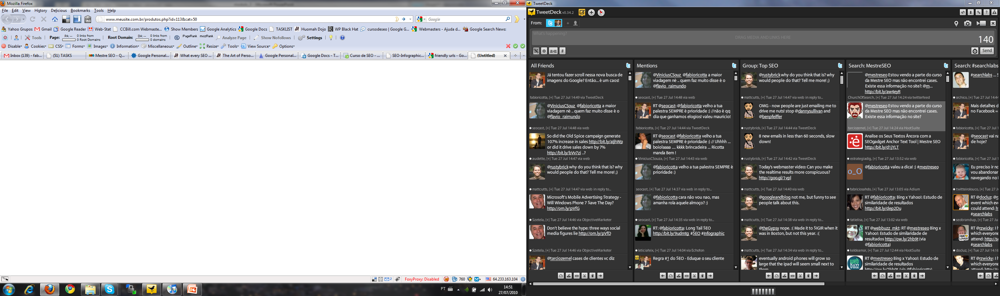 Mozilla Firefox
File Edit View History Delicious Bookmarks Tools Help
www.meusite.com.br/produtos.php?id=113&cat=50
Google
Yahoo Grupos Gmail Google Reader Web-Stat CCBill.com Webmaste... Show Members Google Analytics Google Docs TASKLIST Huomah Dojo WP Black Hat cursodeseo | Google G... Webmasters - Ajuda d... Google Search News:
Tools Page: PA: -- 0 links from 0 Root Domains Root Domain: DA: -- 0 links from 0 domains PageRank mozRank Analyze Page Show Nofollows Settings
Disable Cookies CSS Forms Images Information Miscellaneous Outline Resize Tools View Source Options
Inbox (139) - fab... (51) TASKS Mestre SEO - Q... Google Personal... What every SEO ... The Art of Perso... Google Personal... Google Docs - T... Curso de SEO - ... SEO-Infographic... friendly urls - Go... (Untitled)
2 FoxyProxy: Disabled 760 64.233.163.104
PT 14:51
27/07/2010
TweetDeck
TweetDeck v0.34.2
From:
What's happening?
DRAG MEDIA AND LINKS HERE
140
Send
All Friends
Já tentou fazer scroll nessa nova busca de
imagens do Google? Então... é um caos!
fabioricotta, [+] Tue 27 Jul 14:49 via TweetDeck
@ViniciusCSouz @fabioricotta a maior
viadagem né .. quem faz muito disse é o
@flavio_raimundo
seocast, [+] Tue 27 Jul 14:48 via web
So did the Old Spice campaign generate
107% increase in sales http://bit.ly/aIjhWp
or did it drive sales down by 7%
http://bit.ly/bVv7zi ..?
audette, [+] Tue 27 Jul 14:47 via web
@rustybrick why do you think that is? why
would people do that? Tell me more! ;)
mattcutts, [+] Tue 27 Jul 14:47 via web in reply to...
Microsoft's Mobile Advertising Strategy -
Will Windows Phone 7 Save The Day?
http://om.ly/pVfG
Szetela, [+] Tue 27 Jul 14:46 via ObjectiveMarketer
Don't believe the hype: three ways social
media figures lie http://om.ly/pVfD
Szetela, [+] Tue 27 Jul 14:46 via ObjectiveMarketer
@tarciozemel cases de clientes vc diz
Mentions
@ViniciusCSouz @fabioricotta a maior
viadagem né .. quem faz muito disse é o
@flavio_raimundo
seocast, [+] Tue 27 Jul 14:48 via web
RT @seocast: @fabioricotta velho a tua
palestra SEMPRE é prioridade :) //não é qq
dia que ganhamos elogios! valeu mauricio!
fabioricotta, [+] Tue 27 Jul 14:44 via TweetDeck
RT @seocast @fabioricotta velho a tua
palestra SEMPRE é prioridade :) // Uhhhh ...
boiolaaaa .... kkkk brincadeira ... Ricotta
manda Bem !
ViniciusCSouza, [+] Tue 27 Jul 14:43 via web
@fabioricotta velho a tua palestra SEMPRE é
prioridade :)
seocast, [+] Tue 27 Jul 14:37 via web in reply to...
@fabioricotta cara não vou nao, mas
amanha rola aquele almoço? :)
seocast, [+] Tue 27 Jul 14:35 via web in reply to...
RT: @fabioricotta: Long Tail SEO
http://bit.ly/9udmtg #SEO #Infographic
leticiafeix, [+] Tue 27 Jul 14:04 via Echofon
Regra #1 do SEO - Eduque o seu cliente
Group: Top SEO
@rustybrick why do you think that is? why
would people do that? Tell me more! ;)
mattcutts, [+] Tue 27 Jul 14:47 via web in reply to...
OMG - now people are just emailing me to
drive me nuts! stop @dannysullivan and
@benpfeiffer
rustybrick, [+] Tue 27 Jul 14:44 via TweetDeck
8 new emails in less than 60 seconds, slow
down!
rustybrick, [+] Tue 27 Jul 14:42 via TweetDeck
Today's webmaster video: Can you make
the realtime results more conspicuous?
http://goo.gl/1vpl
mattcutts, [+] Tue 27 Jul 14:40 via web
@googleandblog not me, but funny to see
people talk about this.
mattcutts, [+] Tue 27 Jul 14:38 via web in reply to...
@theGypsy nope. :( Made it to SIGIR when it
was in Boston, but not this year. :(
mattcutts, [+] Tue 27 Jul 14:34 via web in reply to...
eventually android phones will grow so
large that the ipad will seem small next to
them
Search: MestreSEO
@mestreseo Estou vendo a parte do curso
da Mestre SEO mas não encontrei cases.
Existe essa informação no site?: @m...
http://bit.ly/aw4eyR
ChurchOfSearch, [+] Tue 27 Jul 14:24 via twitterfeed
@mestreseo Estou vendo a parte do curso
da Mestre SEO mas não encontrei cases.
Existe essa informação no site?
tarciozemel, [+] Tue 27 Jul 14:24 via HootSuite
Analise os Seus Textos Âncora com a
SEOgadget Anchor Text Tool | Mestre SEO
http://bit.ly/d1jYLT
estrategiadig, [+] Tue 27 Jul 13:52 via web
o_O
@fabioricotta valeu a dica! :) #mestreseo
fabriciosahdo, [+] Tue 27 Jul 13:05 via Adium
RT @fabioricotta: Bing x Yahoo!: Estudo de
similaridade de resultados
http://bit.ly/dep2Du
tatielisa, [+] Tue 27 Jul 13:02 via web
RT @webbuzz_mkt: RT @mestreseo Bing x
Yahoo!: Estudo de similaridade de
resultados http://ow.ly/2hb9t (via
@fabioricotta)
keldeamor, [+] Tue 27 Jul 12:44 via HootSuite
web buzz
RT @mestreseo Bing x Yahoo!: Estudo de
similaridade de resultados
http://ow.ly/2hb9t (via @fabioricotta)
Search: #searchlabs
#searchlabs ... S
srchico, [+] Tue 27 Jul 14:44
Mais detalhes d
no Facebook =
fabioricotta, [+] Tue 27 J
@seocast vai na
de hoje?
fabioricotta, [+] Tue 27 J
Eu preciso ir no
vou abandonar
navegando no
twitteirolouco, [+] Tue 2
RT @docluz: @r
event which eve
could attend: h
#searchlabs
seobrandup, [+] Tue 27 J
RT @rzwicky: I h
which everyone
attend: http://s
#searchlabs
docluz, [+] Tue 27 Jul 14:16
RT @rzwicky: I h
which everyone